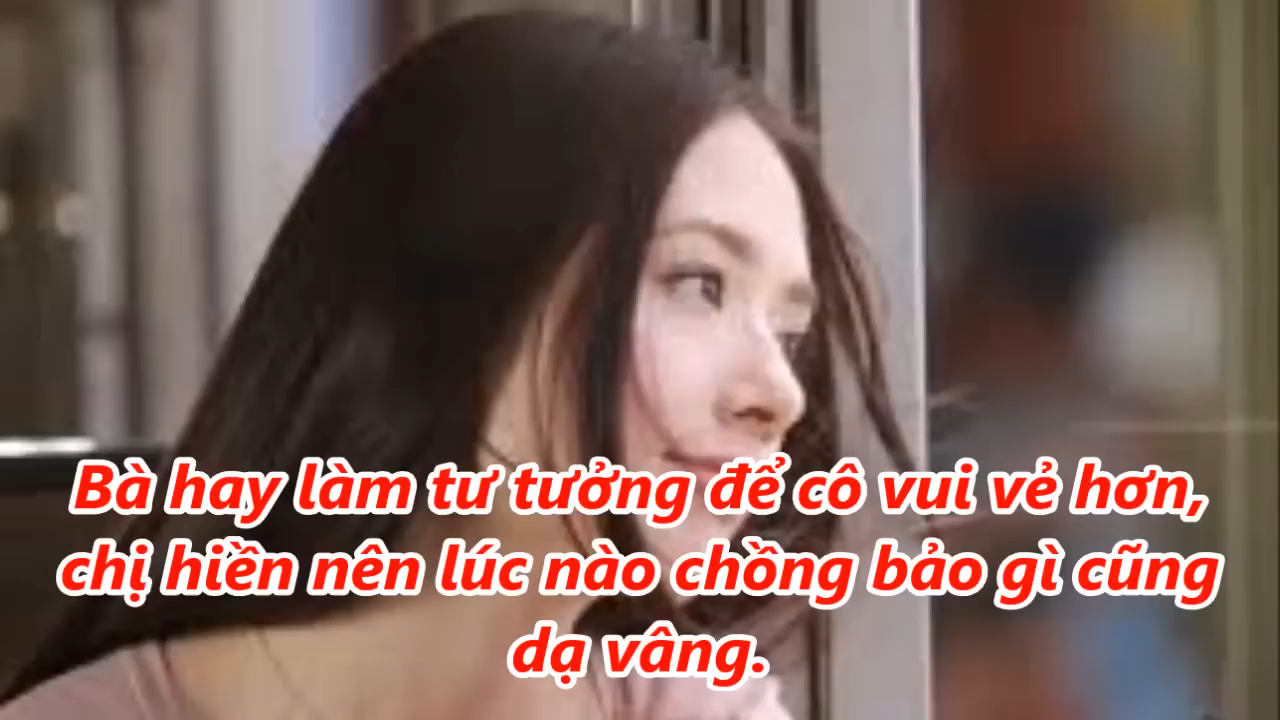 Bà hay làm tư tưởng để cô vui vẻ hơn,
chị hiền nên lúc nào chồng bảo gì cũng
dạ vâng.